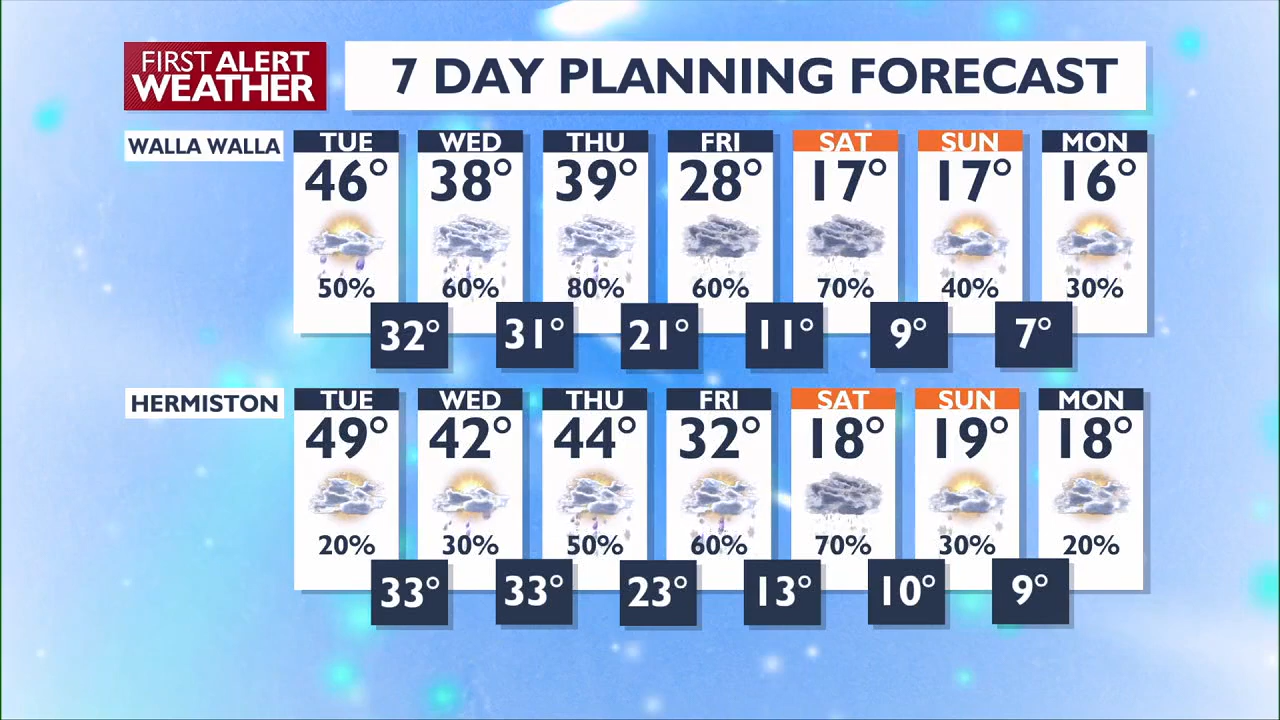 FIRST ALERT
WEATHER
7 DAY PLANNING FORECAST
WALLA WALLA
TUE WED THU FRI SAT SUN MON
46° 38° 39° 28° 17° 17° 16°
50% 60% 80% 60% 70% 40% 30%
32° 31° 21° 11° 9° 7°
HERMISTON
TUE WED THU FRI SAT SUN MON
49° 42° 44° 32° 18° 19° 18°
20% 30% 50% 60% 70% 30% 20%
33° 33° 23° 13° 10° 9°